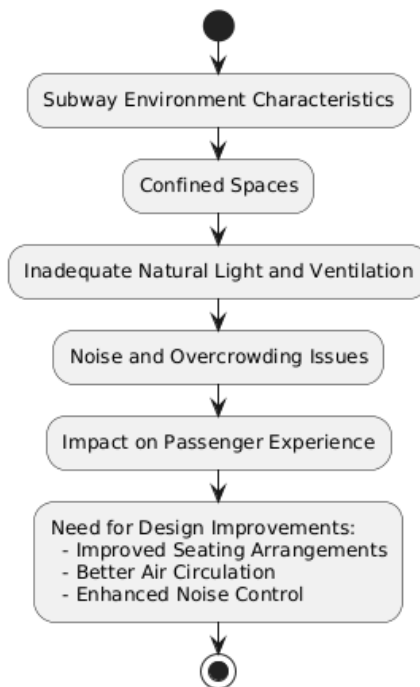 Subway Environment Characteristics
Confined Spaces
Inadequate Natural Light and Ventilation
Noise and Overcrowding Issues
Impact on Passenger Experience
Need for Design Improvements:
- Improved Seating Arrangements
- Better Air Circulation
- Enhanced Noise Control